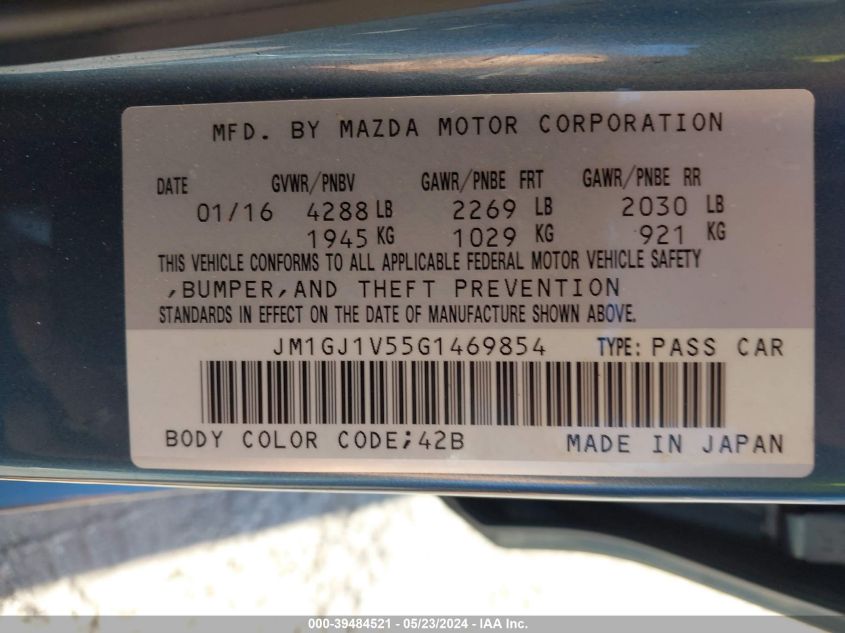 MFD. BY MAZDA MOTOR CORPORATION
DATE GVWR/PNBV GAWR/PNBE FRT GAWR/PNBE RR
01/16 4288 LB 2269 LB 2030 LB
1945 KG 1029 KG 921 KG
THIS VEHICLE CONFORMS TO ALL APPLICABLE FEDERAL MOTOR VEHICLE SAFETY
,BUMPER,AND THEFT PREVENTION
STANDARDS IN EFFECT ON THE DATE OF MANUFACTURE SHOWN ABOVE.
JM1GJ1V55G1469854 TYPE: PASS CAR
BODY COLOR CODE;42B MADE IN JAPAN
000-39484521 - 05/23/2024 - IAA Inc.